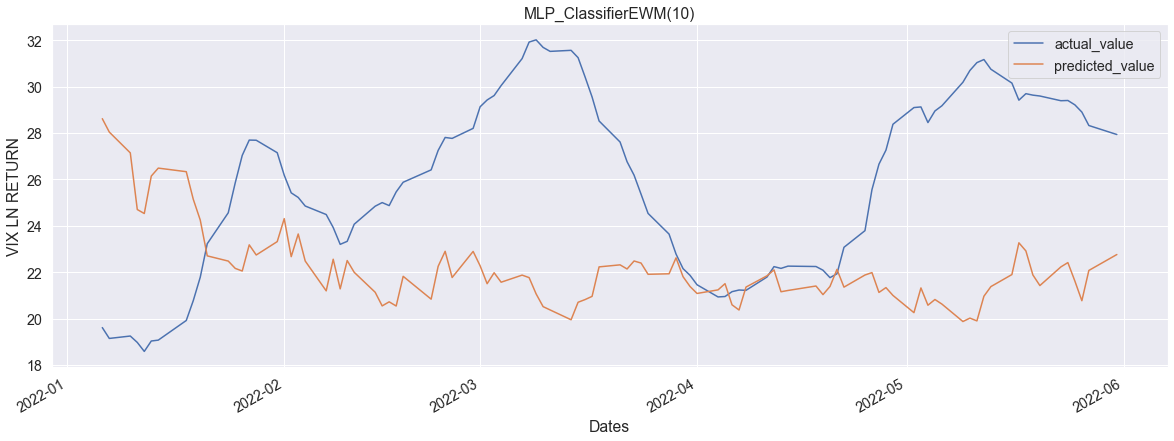 MLP_ClassifierEWM(10)
VIX LN RETURN
32
30
28
26
24
22
20
18
actual_value
predicted_value
2022-01
2022-02
2022-03
2022-04
2022-05
2022-06
Dates